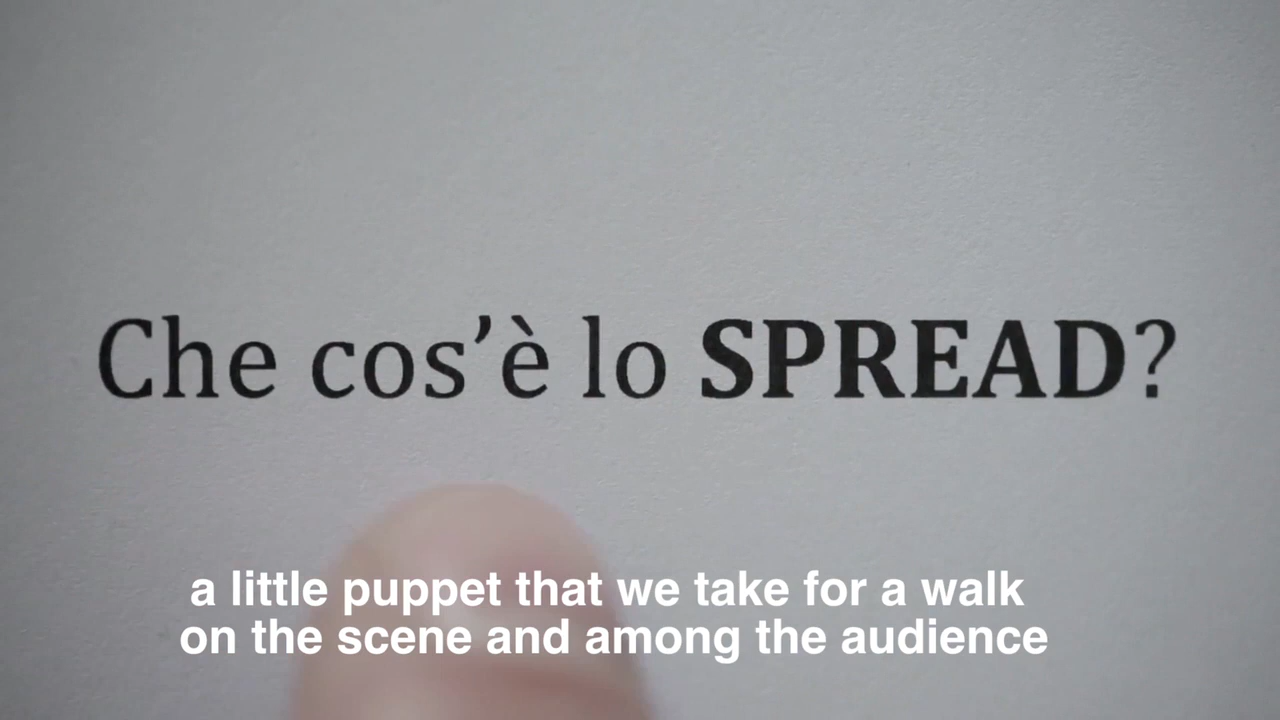 Che cos’è lo SPREAD?
a little puppet that we take for a walk
on the scene and among the audience